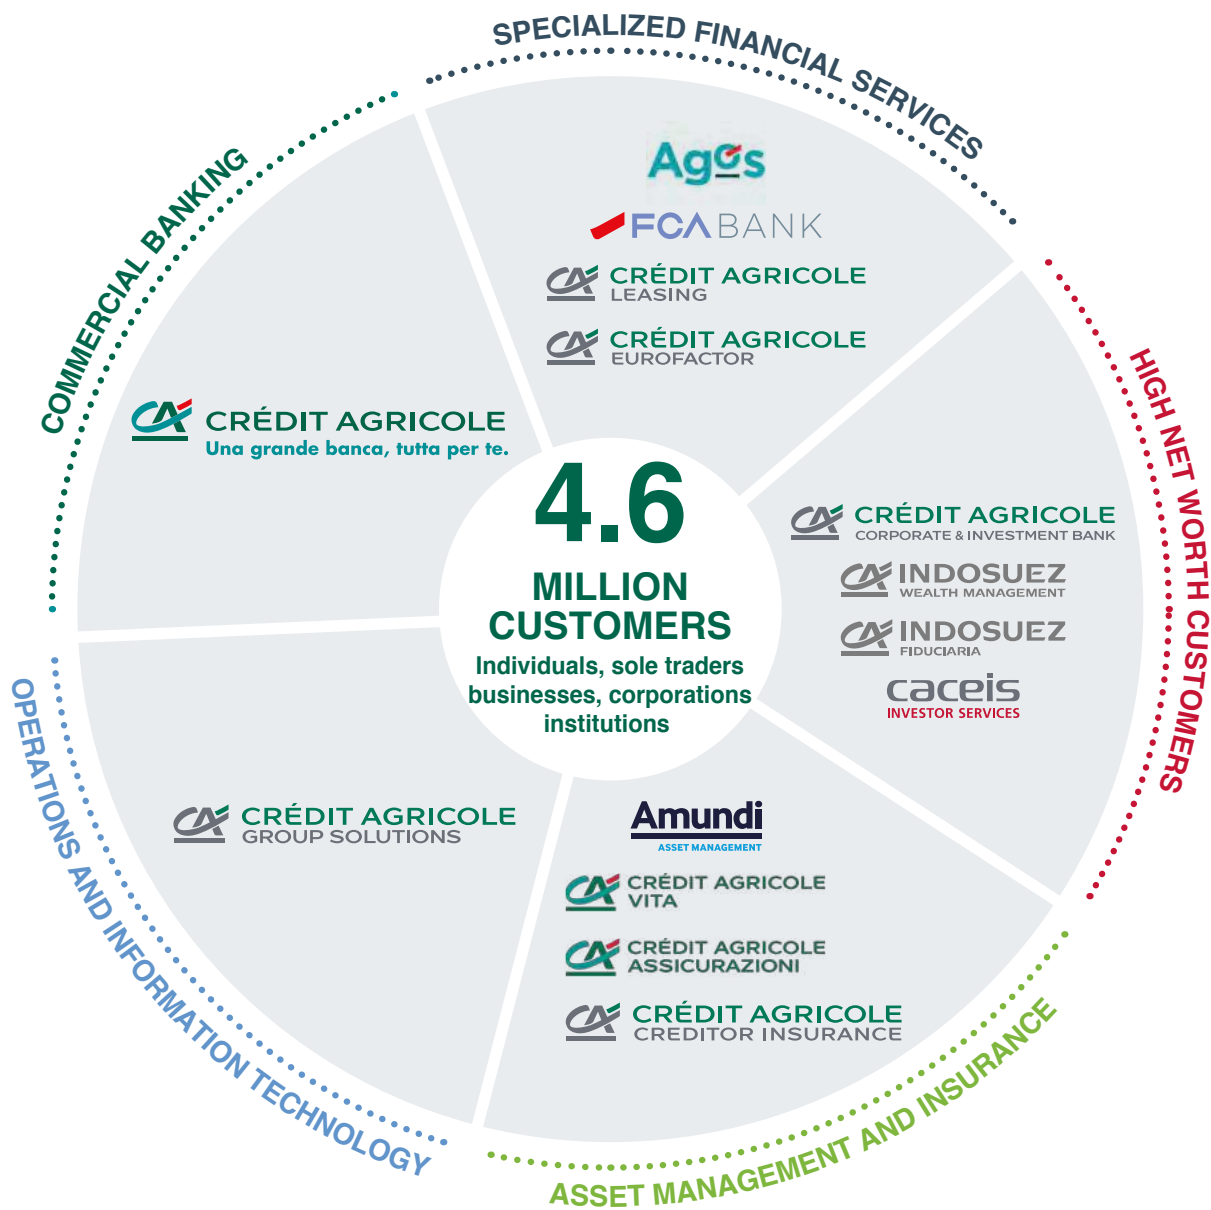 SPECIALIZED FINANCIAL SERVICES
Agos
FCA BANK
CRÉDIT AGRICOLE
LEASING
CRÉDIT AGRICOLE
EUROFACTOR
COMMERCIAL BANKING
CRÉDIT AGRICOLE
Una grande banca, tutta per te.
HIGH NET WORTH CUSTOMERS
CRÉDIT AGRICOLE
CORPORATE & INVESTMENT BANK
INDOSUEZ
WEALTH MANAGEMENT
INDOSUEZ
FIDUCIARIA
caceis
INVESTOR SERVICES
4.6
MILLION
CUSTOMERS
Individuals, sole traders
businesses, corporations
institutions
OPERATIONS AND INFORMATION TECHNOLOGY
CRÉDIT AGRICOLE
GROUP SOLUTIONS
Amundi
ASSET MANAGEMENT
CRÉDIT AGRICOLE
VITA
CRÉDIT AGRICOLE
ASSICURAZIONI
CRÉDIT AGRICOLE
CREDITOR INSURANCE
ASSET MANAGEMENT AND INSURANCE